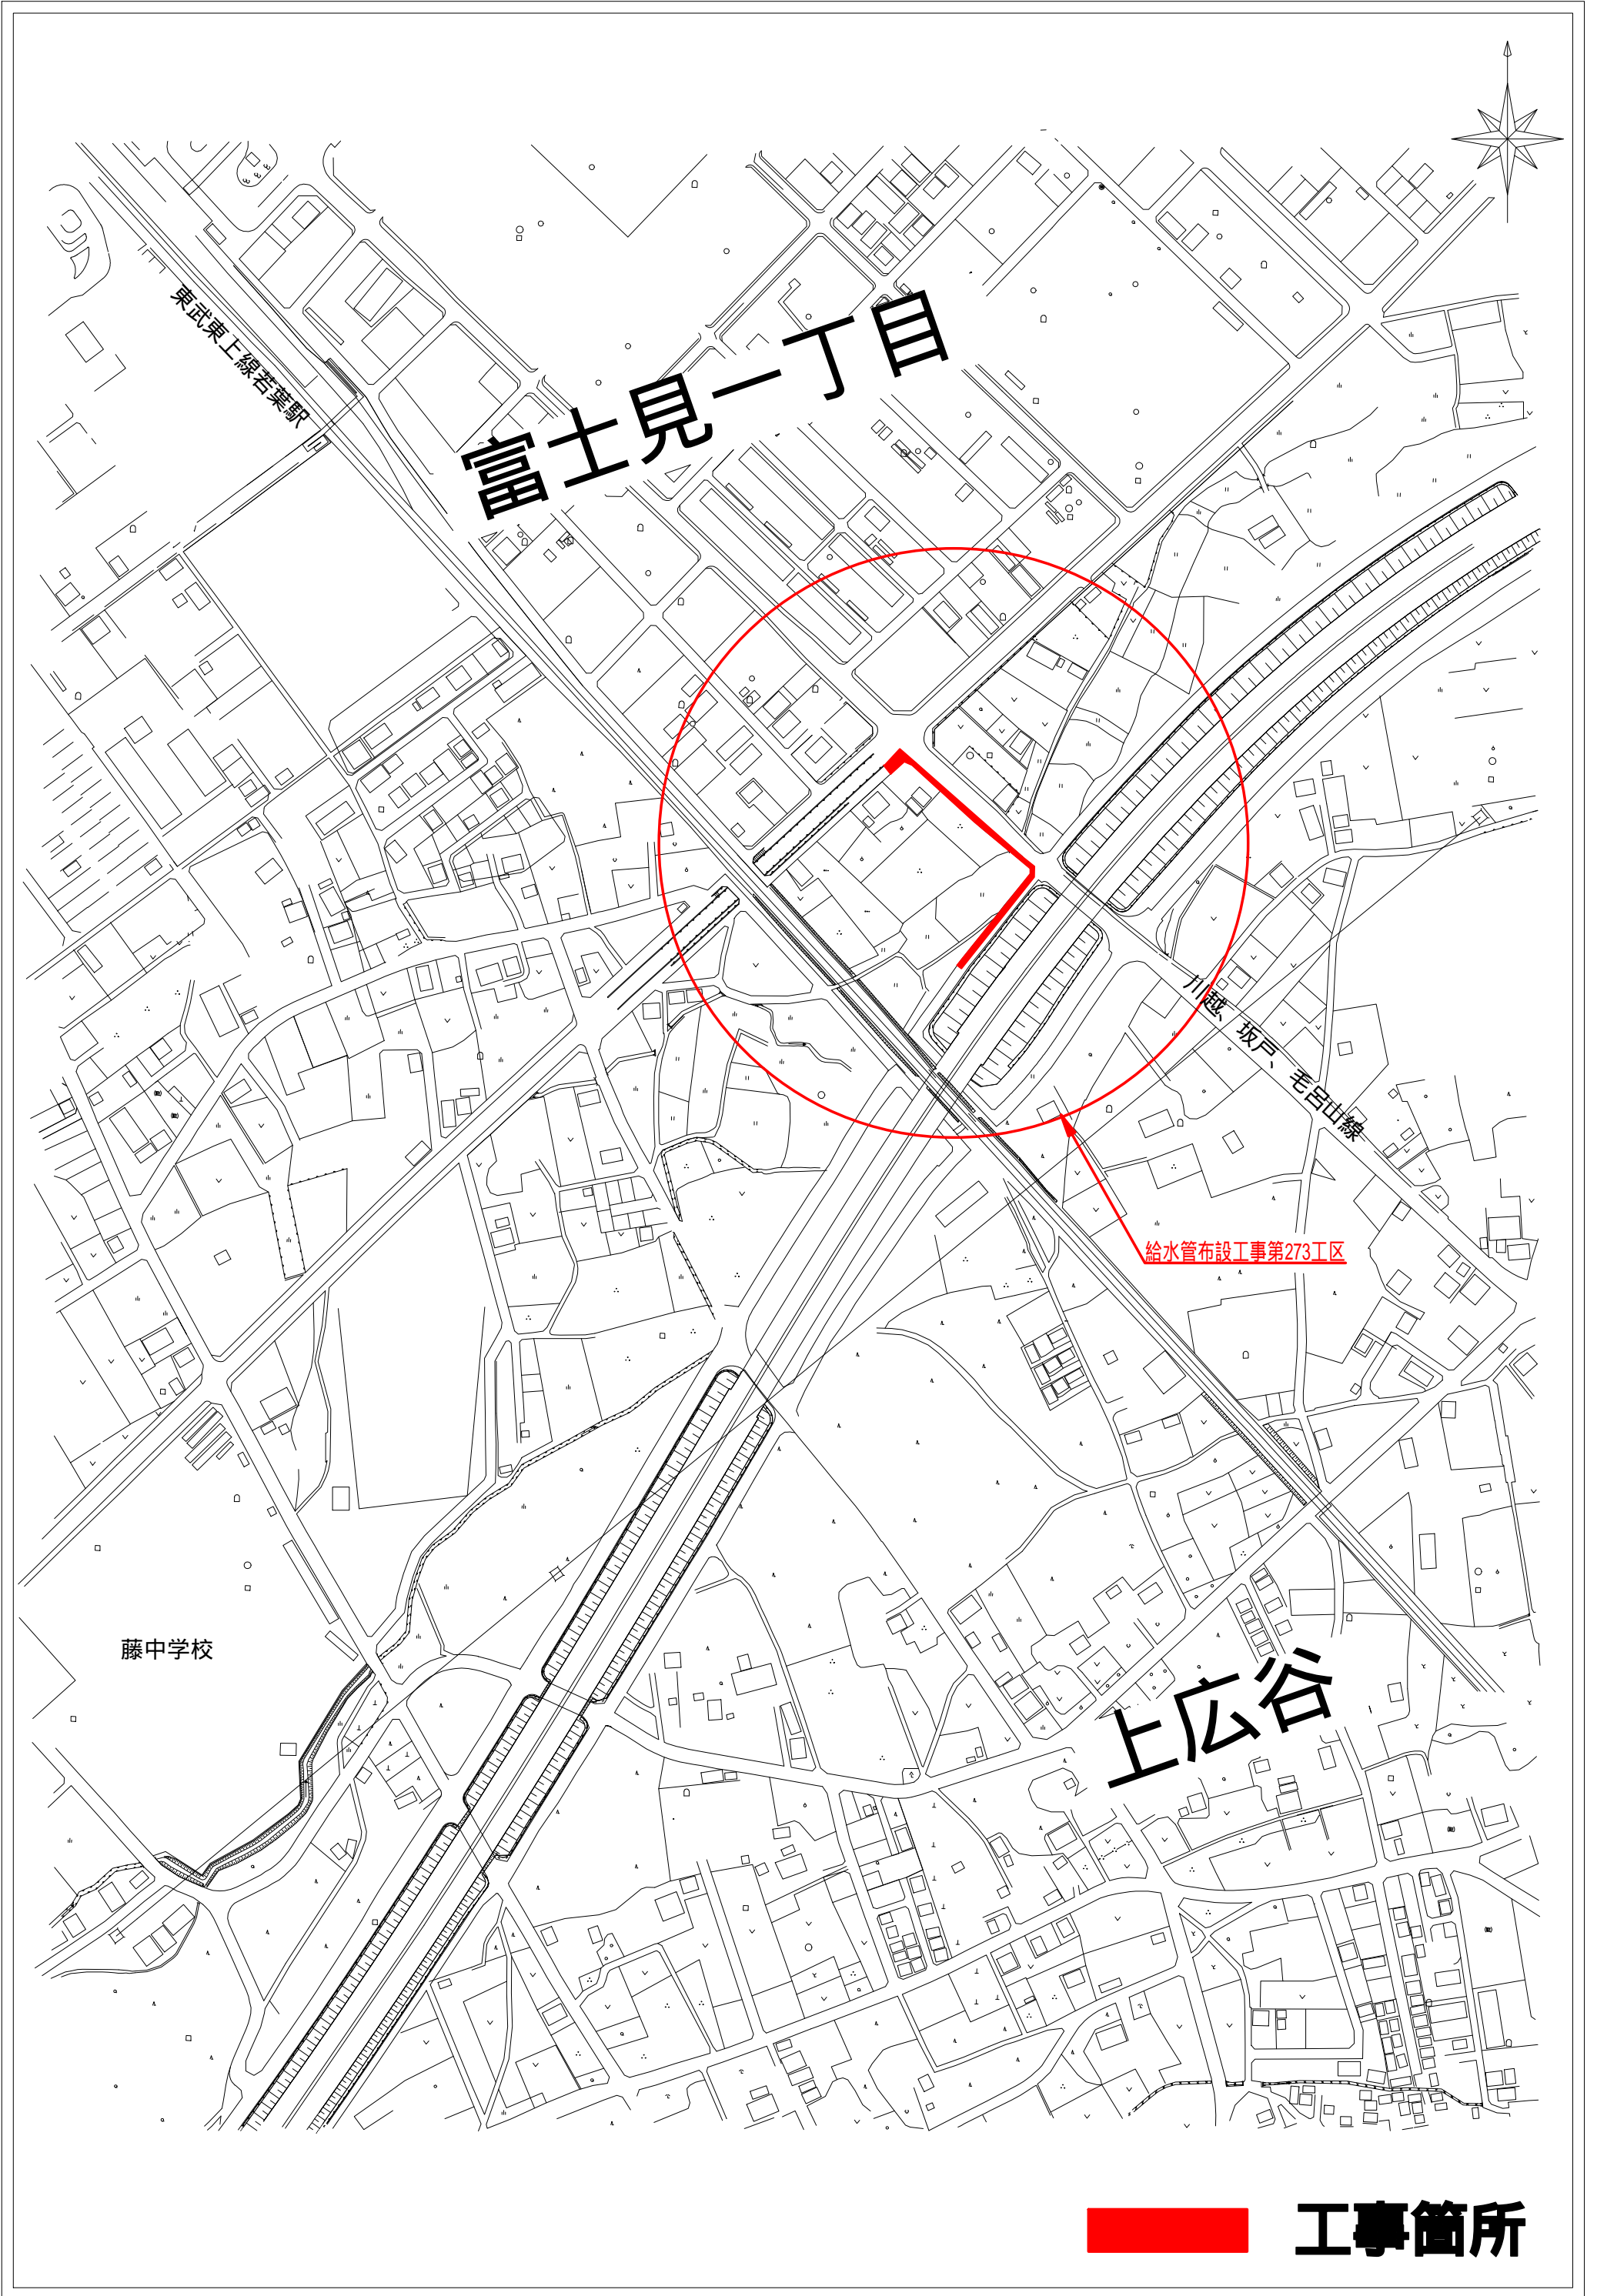 東武東上線若葉駅
富士見一丁目
川越、坂戸、毛呂山線
給水管布設工事第273工区
藤中学校
上広谷
工事箇所